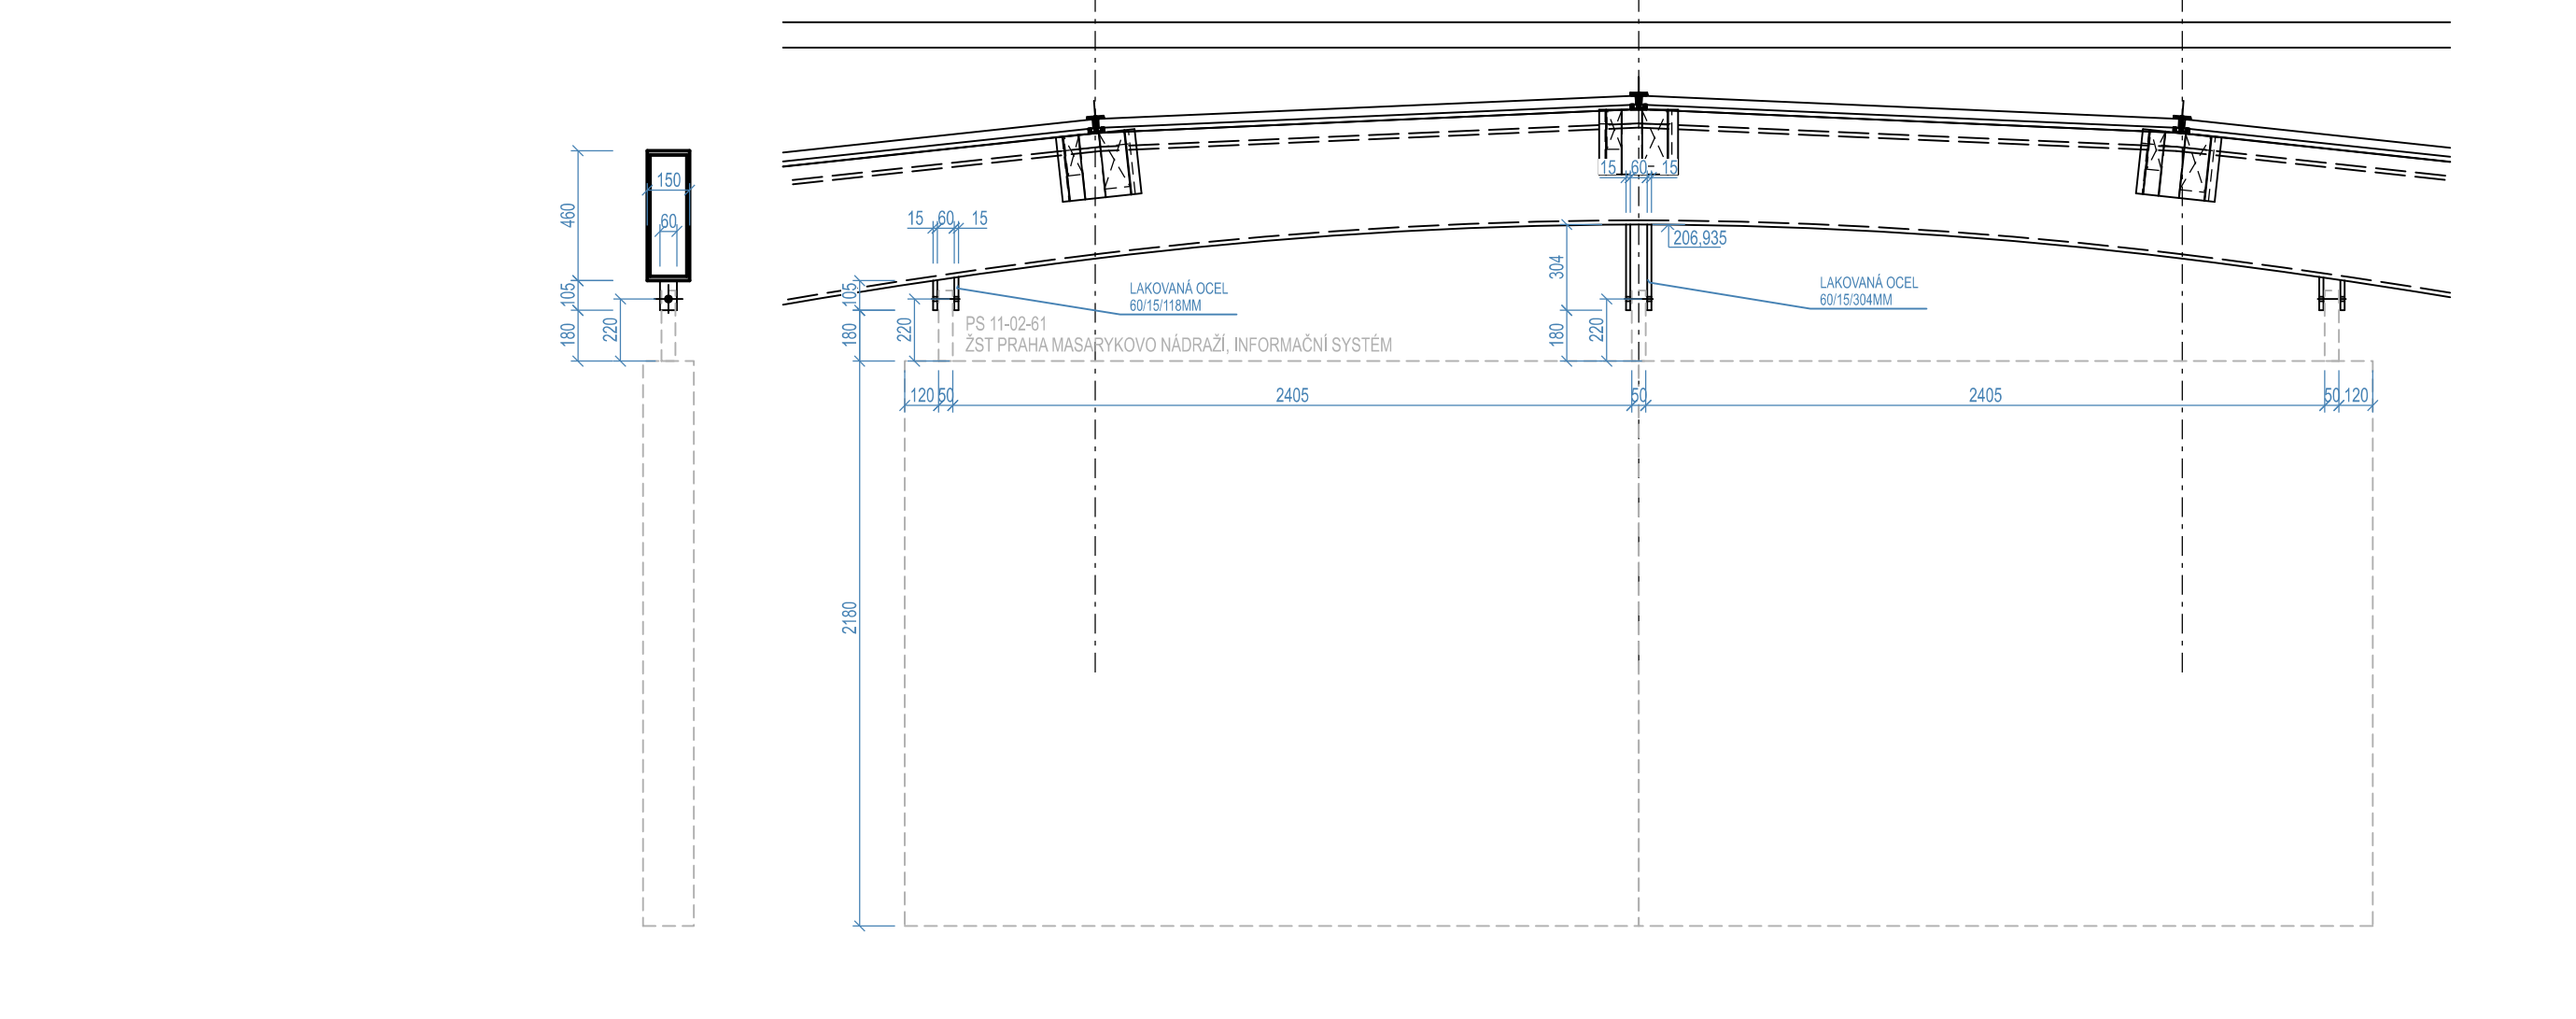 150
460
60
105
180
220
15 60 15
15 60 15
206,935
304
105
LAKOVANÁ OCEL
60/15/118MM
LAKOVANÁ OCEL
60/15/304MM
180
220
PS 11-02-61
ŽST PRAHA MASARYKOVO NÁDRAŽÍ, INFORMAČNÍ SYSTÉM
180
220
120 50 2405 50 2405 50 120
2180